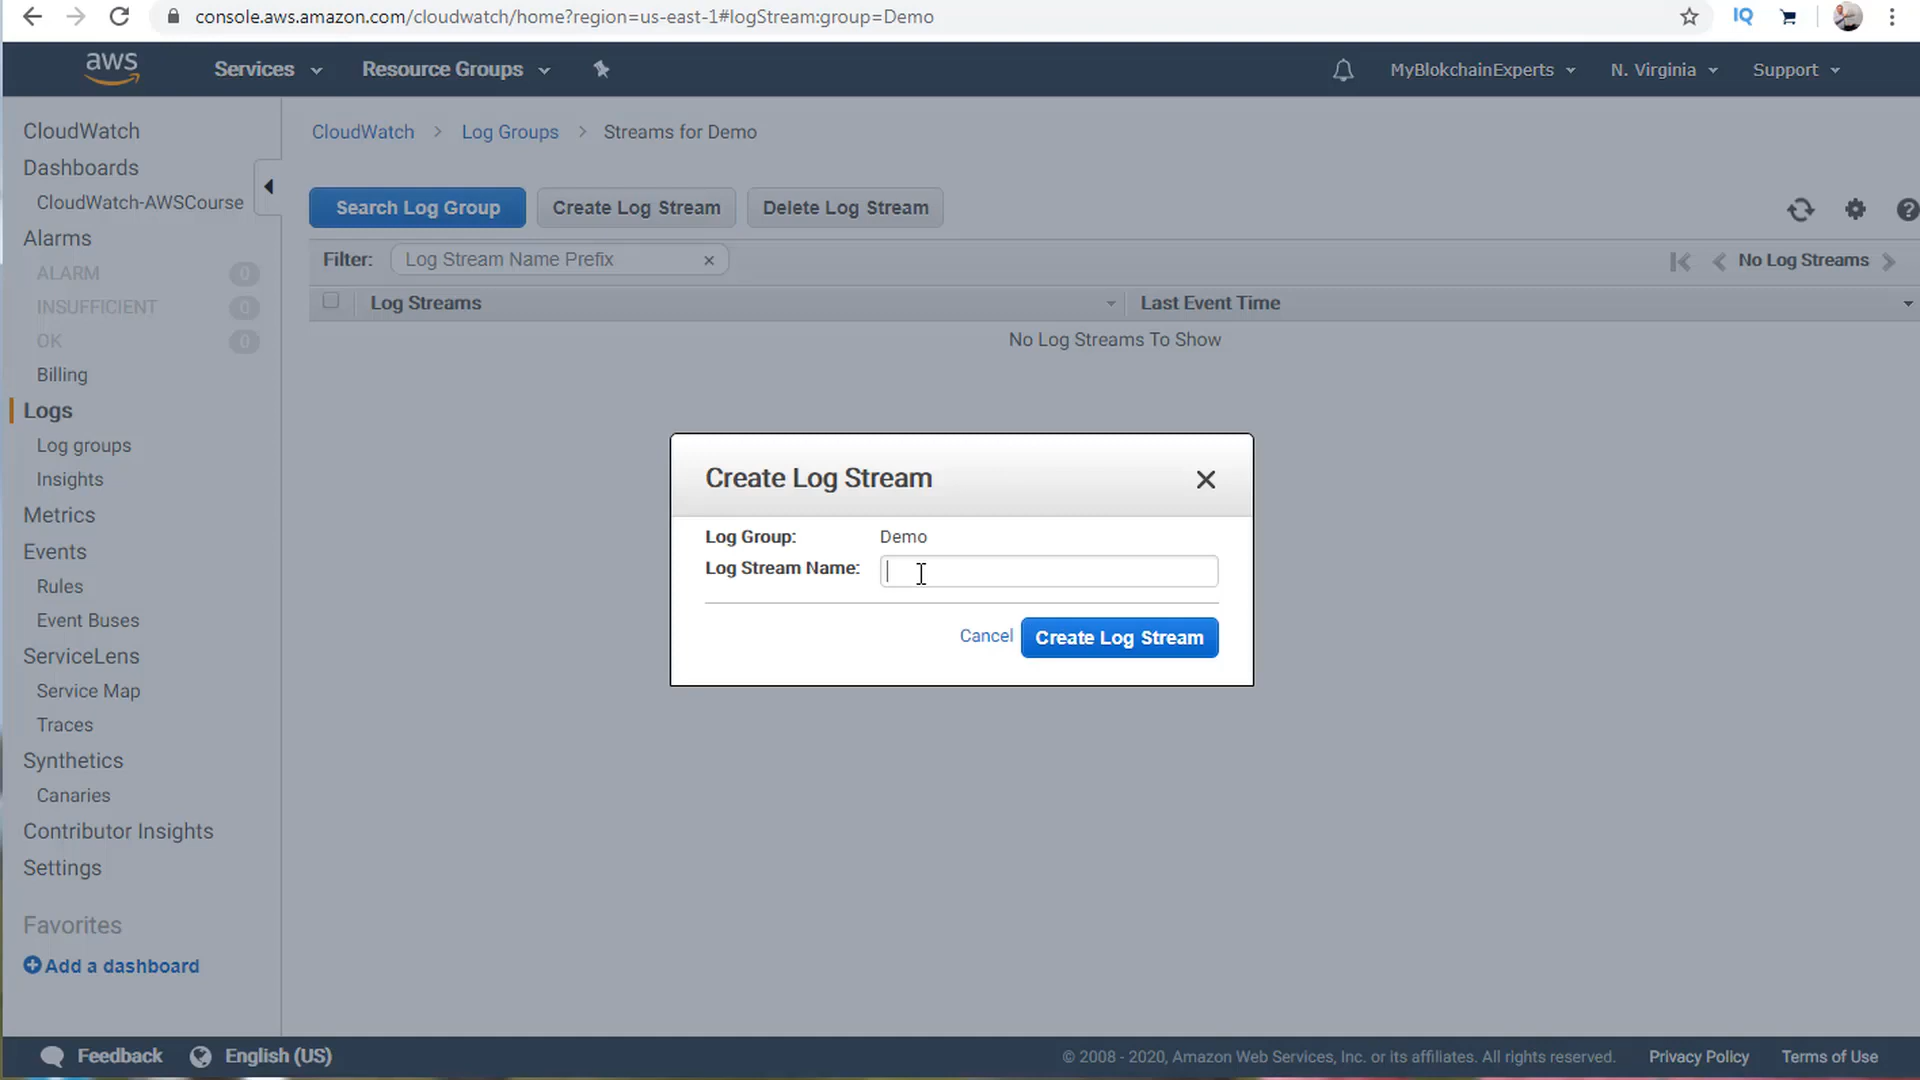 console.aws.amazon.com/cloudwatch/home?region=us-east-1#logStream:group=Demo
IQ
aws
Services
Resource Groups
MyBlokchainExperts
N. Virginia
Support
CloudWatch
Dashboards
CloudWatch-AWSCourse
Alarms
ALARM 0
INSUFFICIENT 0
OK 0
Billing
Logs
Log groups
Insights
Metrics
Events
Rules
Event Buses
ServiceLens
Service Map
Traces
Synthetics
Canaries
Contributor Insights
Settings
Favorites
Add a dashboard
CloudWatch > Log Groups > Streams for Demo
Search Log Group
Create Log Stream
Delete Log Stream
Filter: Log Stream Name Prefix ×
No Log Streams
Log Streams
Last Event Time
No Log Streams To Show
Create Log Stream
Log Group: Demo
Log Stream Name:
Cancel
Create Log Stream
Feedback
English (US)
© 2008 - 2020, Amazon Web Services, Inc. or its affiliates. All rights reserved.
Privacy Policy
Terms of Use